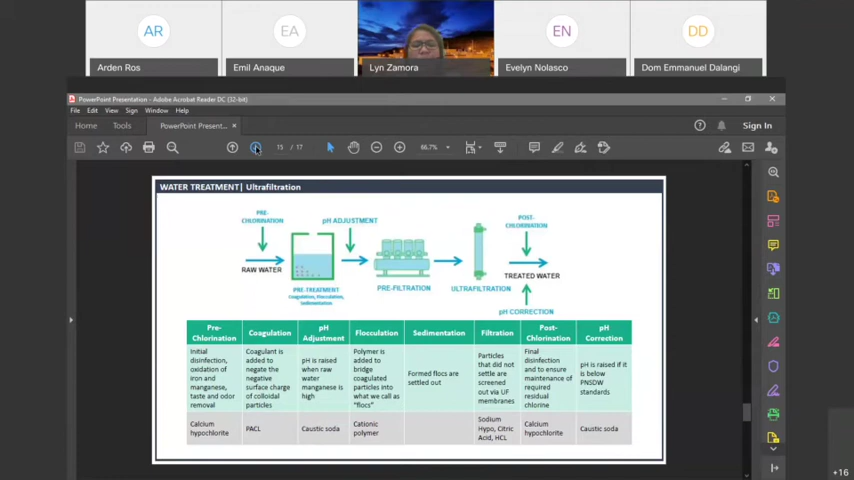 AR
EA
EN
DD
Arden Ros
Emil Anaque
Lyn Zamora
Evelyn Nolasco
Dom Emmanuel Dalangi
PowerPoint Presentation - Adobe Acrobat Reader DC (32-bit)
File Edit View Sign Window Help
Home Tools PowerPoint Present... × Sign In
15 / 17 66.7%
WATER TREATMENT| Ultrafiltration
PRE-
CHLORINATION
pH ADJUSTMENT
POST-
CHLORINATION
RAW WATER
PRE-TREATMENT
Coagulation, Flocculation,
Sedimentation
PRE-FILTRATION
ULTRAFILTRATION
TREATED WATER
pH CORRECTION
Pre-
Chlorination
Coagulation
pH
Adjustment
Flocculation
Sedimentation
Filtration
Post-
Chlorination
pH
Correction
Initial
disinfection,
oxidation of
iron and
manganese,
taste and odor
removal
Coagulant is
added to
negate the
negative
surface charge
of colloidal
particles
pH is raised
when raw
water
manganese is
high
Polymer is
added to
bridge
coagulated
particles into
what we call as
“flocs”
Formed flocs are
settled out
Particles
that did not
settle are
screened
out via UF
membranes
Final
disinfection
and to ensure
maintenance of
required
residual
chlorine
pH is raised if it
is below
PNSDW
standards
Calcium
hypochlorite
PACL
Caustic soda
Cationic
polymer
Sodium
Hypo, Citric
Acid, HCL
Calcium
hypochlorite
Caustic soda
+16